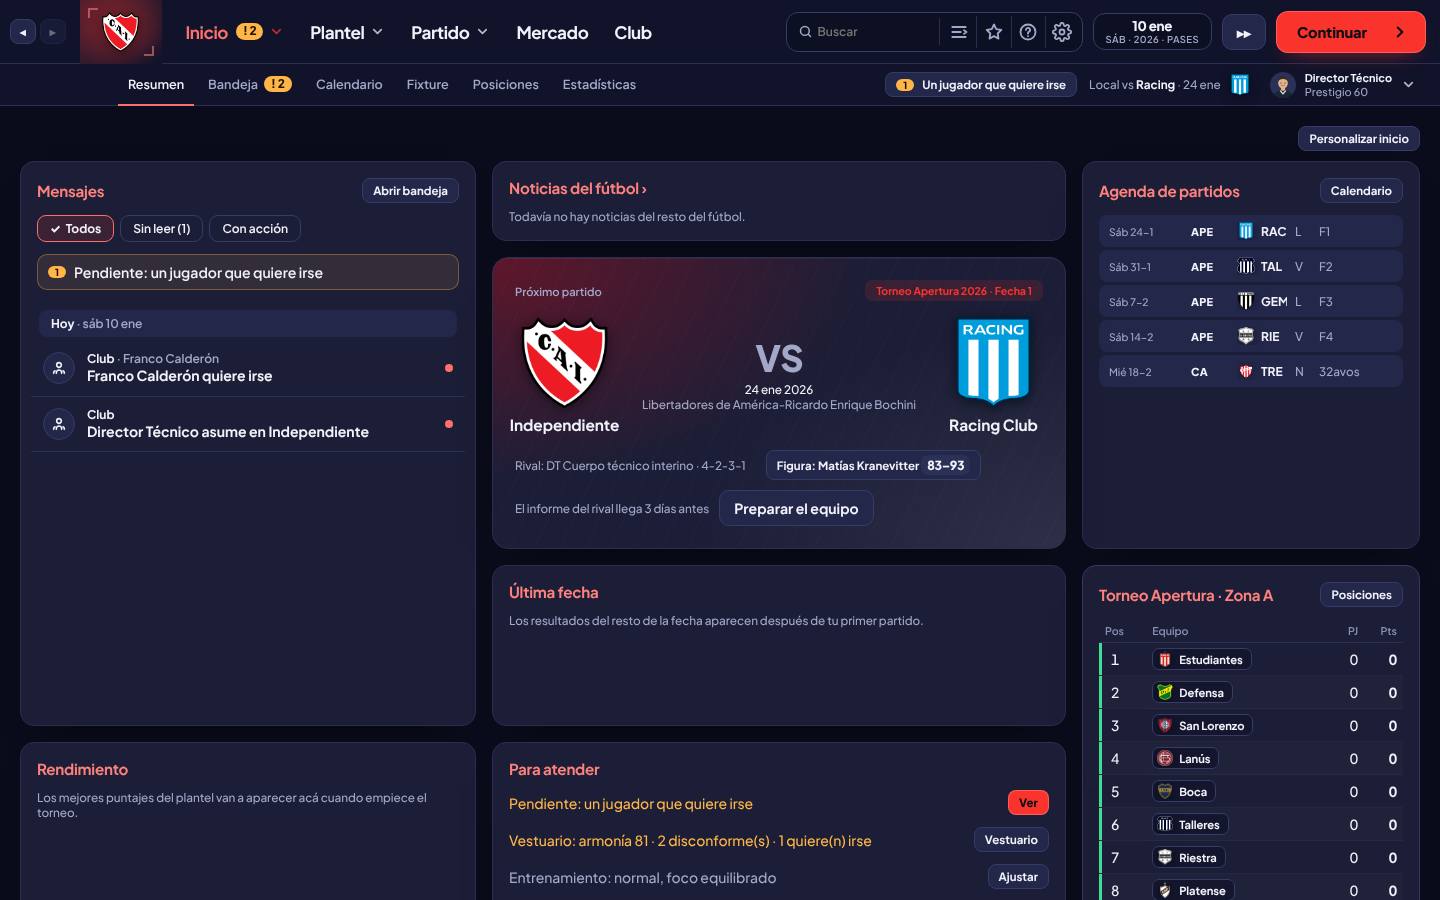 C.A.I.
Inicio ! 2
Plantel
Partido
Mercado
Club
Buscar
10 ene
SÁB · 2026 · PASES
Continuar
Resumen
Bandeja ! 2
Calendario
Fixture
Posiciones
Estadísticas
1 Un jugador que quiere irse
Local vs Racing · 24 ene
Director Técnico
Prestigio 60
Personalizar inicio
Mensajes
Abrir bandeja
Todos
Sin leer (1)
Con acción
1 Pendiente: un jugador que quiere irse
Hoy · sáb 10 ene
Club · Franco Calderón
Franco Calderón quiere irse
Club
Director Técnico asume en Independiente
Noticias del fútbol ›
Todavía no hay noticias del resto del fútbol.
Próximo partido
Torneo Apertura 2026 · Fecha 1
C.A.I.
RACING
VS
24 ene 2026
Libertadores de América-Ricardo Enrique Bochini
Independiente
Racing Club
Rival: DT Cuerpo técnico interino · 4-2-3-1
Figura: Matías Kranevitter 83–93
El informe del rival llega 3 días antes
Preparar el equipo
Agenda de partidos
Calendario
Sáb 24-1 APE RAC L F1
Sáb 31-1 APE TAL V F2
Sáb 7-2 APE GEM L F3
Sáb 14-2 APE RIE V F4
Mié 18-2 CA TRE N 32avos
Última fecha
Los resultados del resto de la fecha aparecen después de tu primer partido.
Torneo Apertura · Zona A
Posiciones
Pos Equipo PJ Pts
1 Estudiantes 0 0
2 Defensa 0 0
3 San Lorenzo 0 0
4 Lanús 0 0
5 Boca 0 0
6 Talleres 0 0
7 Riestra 0 0
8 Platense 0 0
Rendimiento
Los mejores puntajes del plantel van a aparecer acá cuando empiece el
torneo.
Para atender
Pendiente: un jugador que quiere irse
Ver
Vestuario: armonía 81 · 2 disconforme(s) · 1 quiere(n) irse
Vestuario
Entrenamiento: normal, foco equilibrado
Ajustar